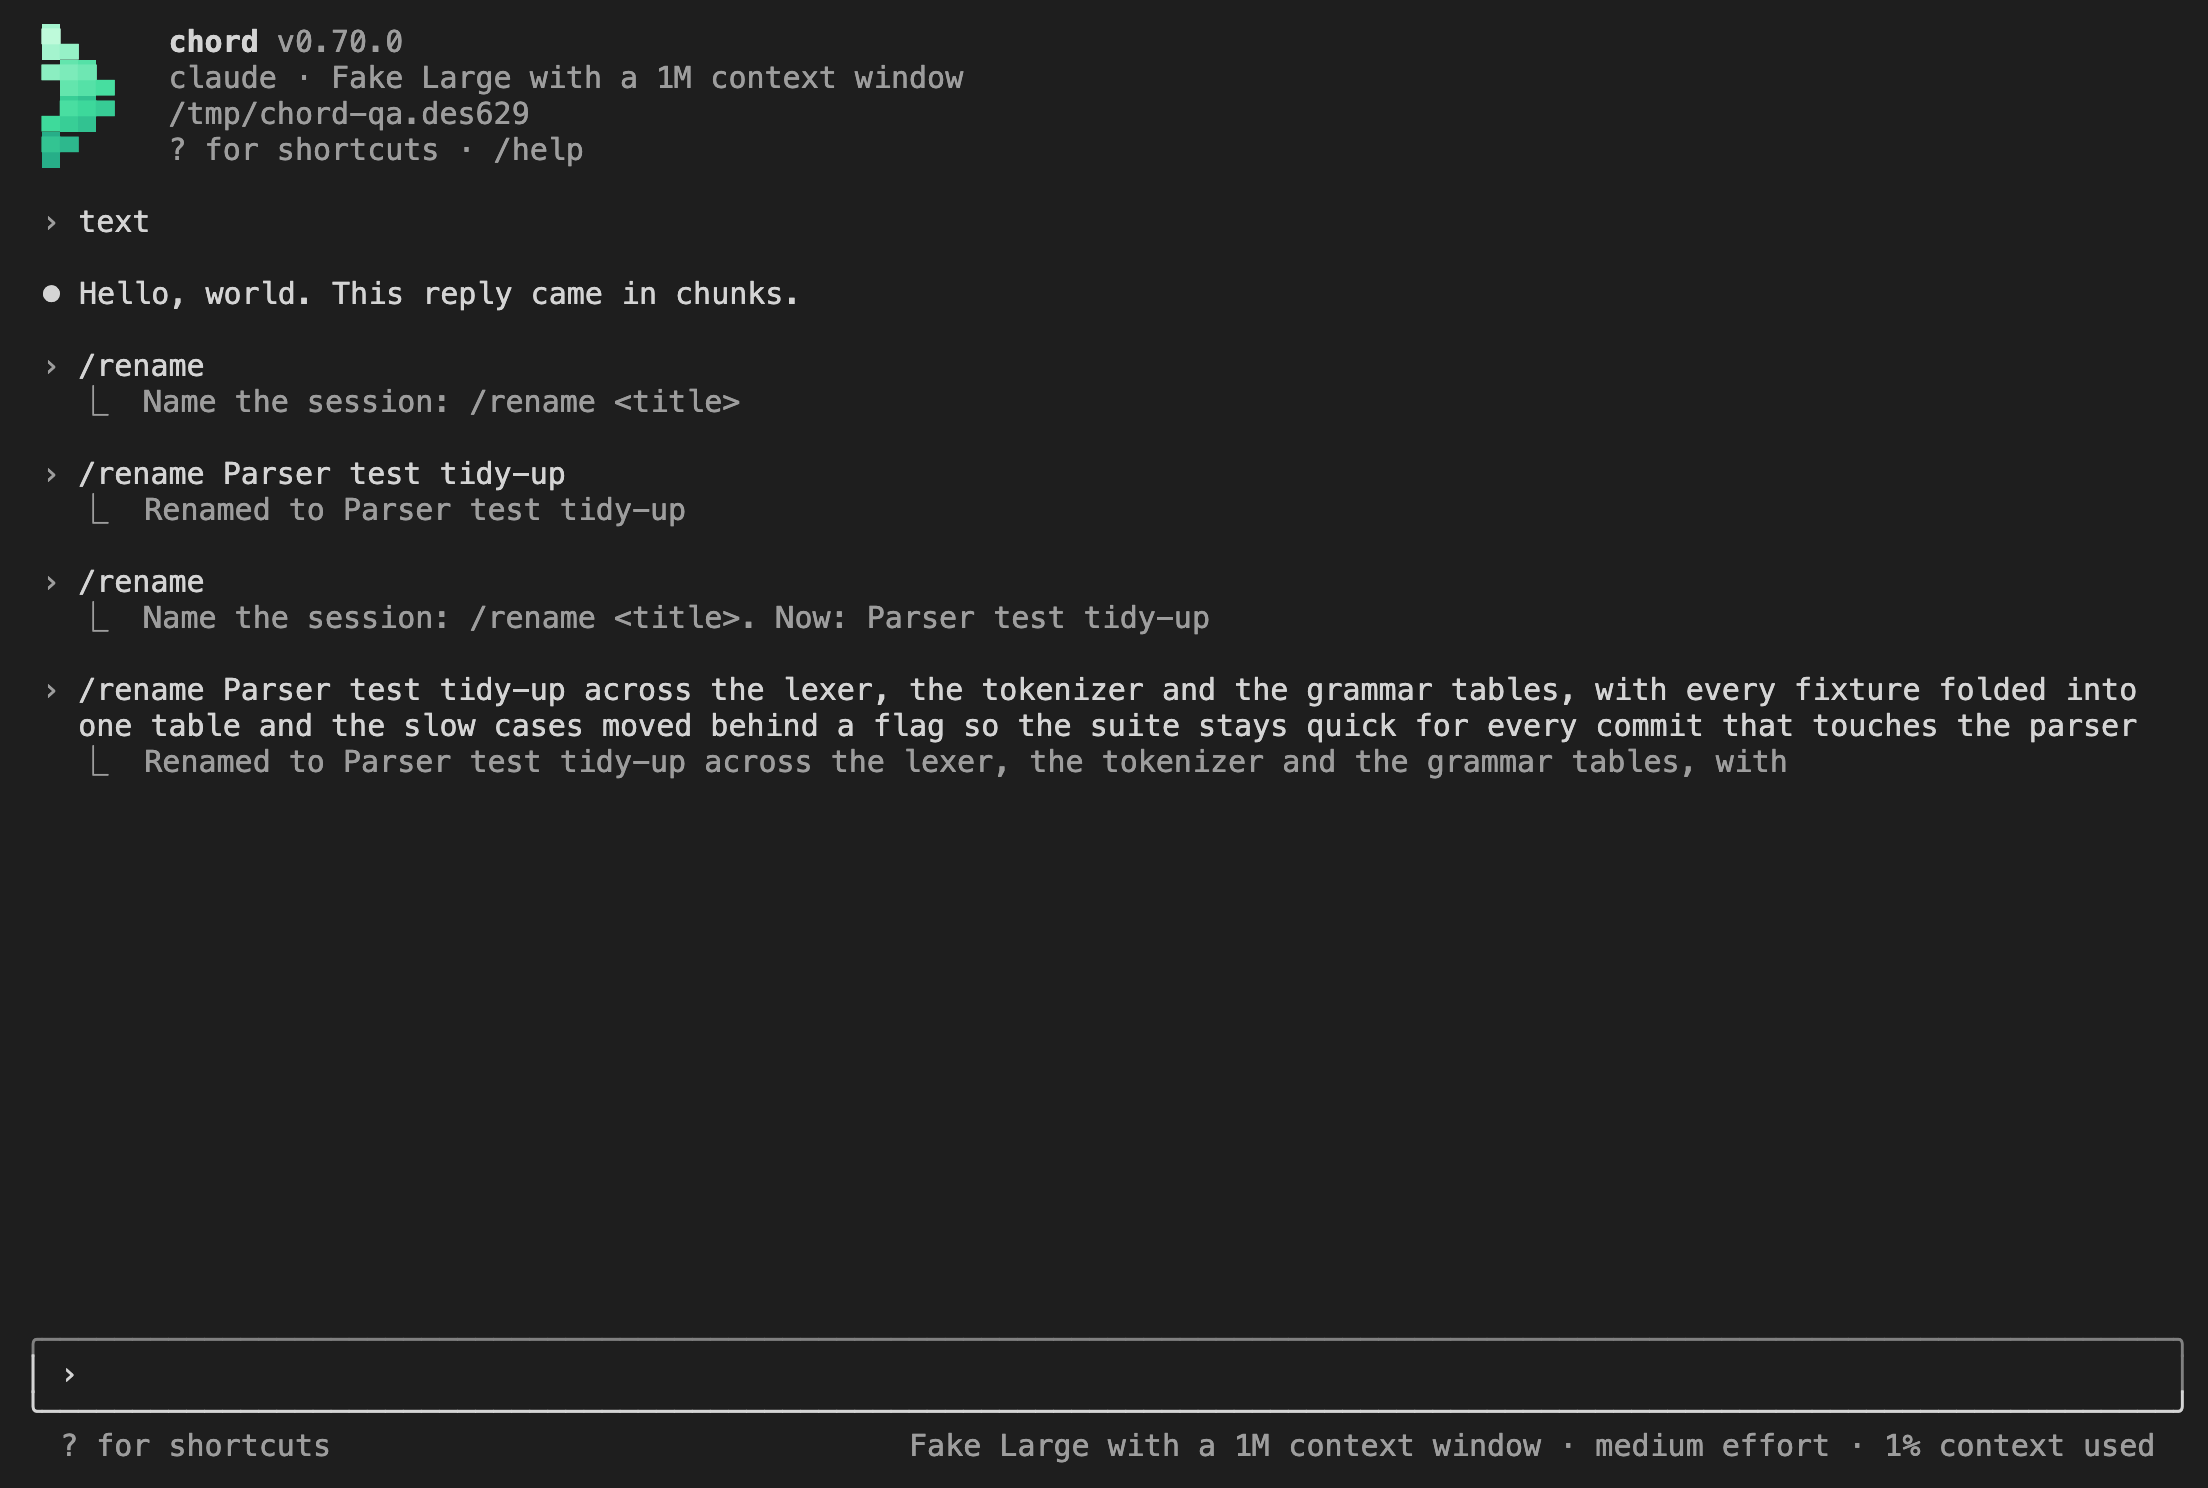 chord v0.70.0
claude · Fake Large with a 1M context window
/tmp/chord-qa.des629
? for shortcuts · /help
› text
● Hello, world. This reply came in chunks.
› /rename
⎿ Name the session: /rename <title>
› /rename Parser test tidy-up
⎿ Renamed to Parser test tidy-up
› /rename
⎿ Name the session: /rename <title>. Now: Parser test tidy-up
› /rename Parser test tidy-up across the lexer, the tokenizer and the grammar tables, with every fixture folded into
one table and the slow cases moved behind a flag so the suite stays quick for every commit that touches the parser
⎿ Renamed to Parser test tidy-up across the lexer, the tokenizer and the grammar tables, with
›
? for shortcuts Fake Large with a 1M context window · medium effort · 1% context used